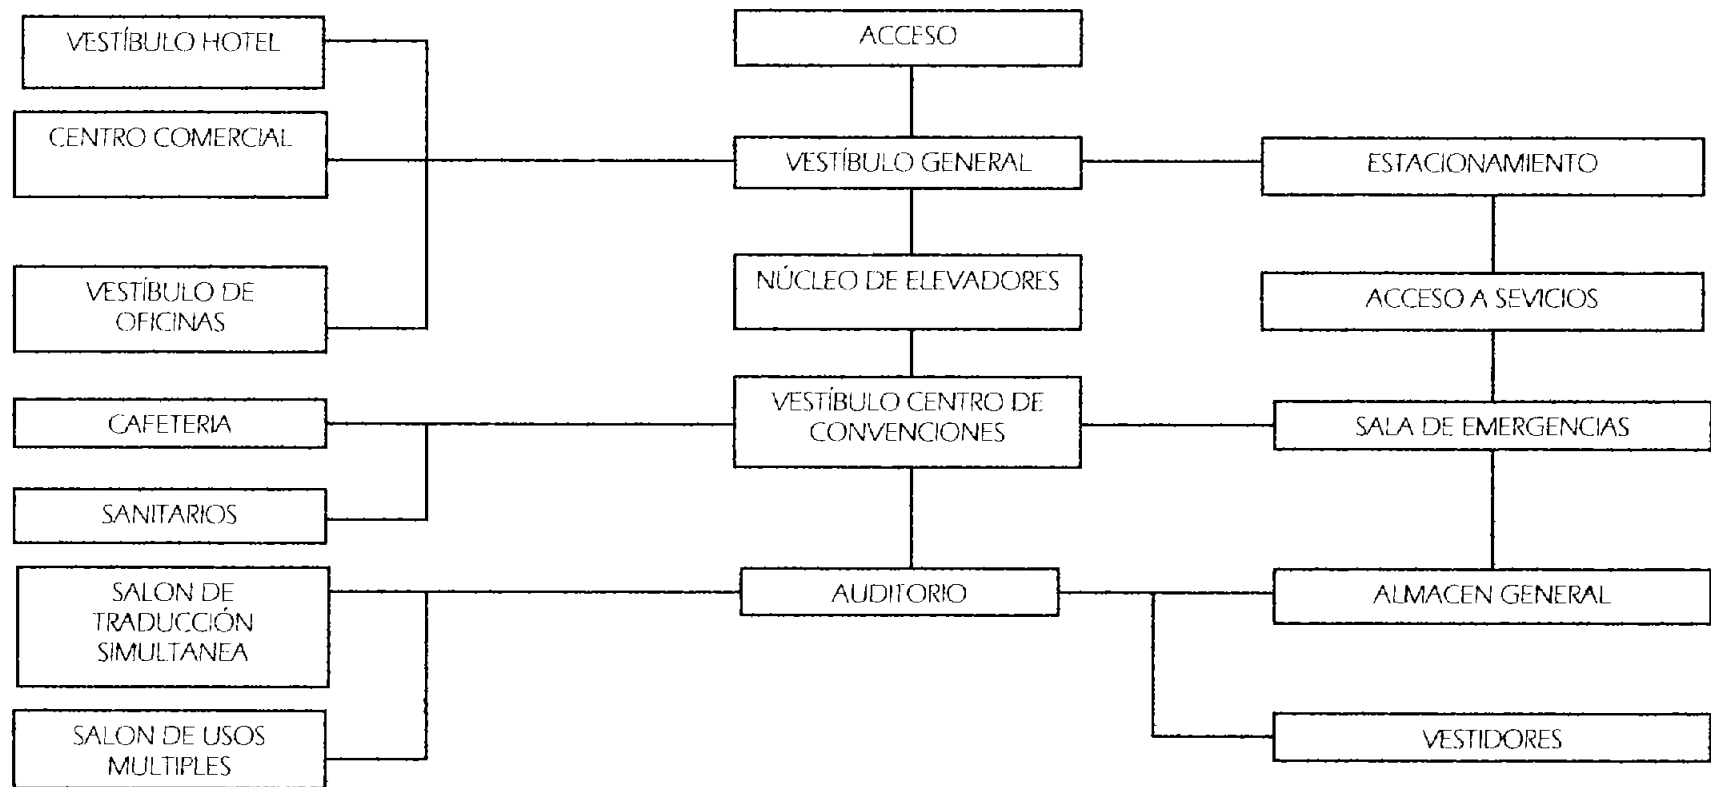 VESTÍBULO HOTEL
ACCESO
CENTRO COMERCIAL
VESTÍBULO GENERAL
ESTACIONAMIENTO
VESTÍBULO DE
OFICINAS
NÚCLEO DE ELEVADORES
ACCESO A SEVICIOS
CAFETERIA
VESTÍBULO CENTRO DE
CONVENCIONES
SALA DE EMERGENCIAS
SANITARIOS
SALON DE
TRADUCCIÓN
SIMULTANEA
AUDITORIO
ALMACEN GENERAL
SALON DE USOS
MULTIPLES
VESTIDORES